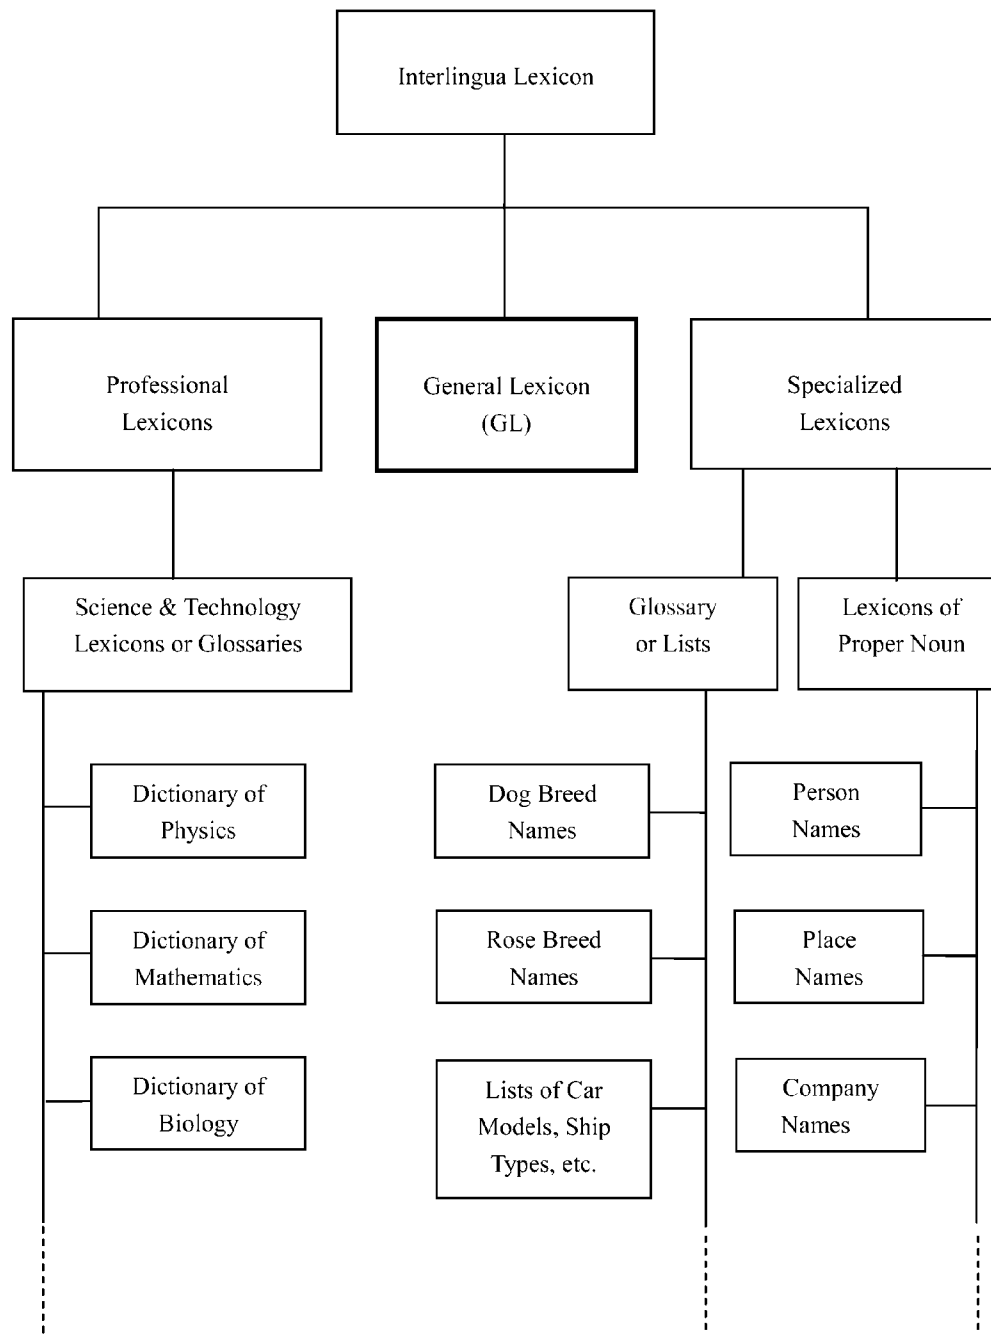 Interlingua Lexicon
Professional
Lexicons
General Lexicon
(GL)
Specialized
Lexicons
Science & Technology
Lexicons or Glossaries
Glossary
or Lists
Lexicons of
Proper Noun
Dictionary of
Physics
Dog Breed
Names
Person
Names
Dictionary of
Mathematics
Rose Breed
Names
Place
Names
Dictionary of
Biology
Lists of Car
Models, Ship
Types, etc.
Company
Names